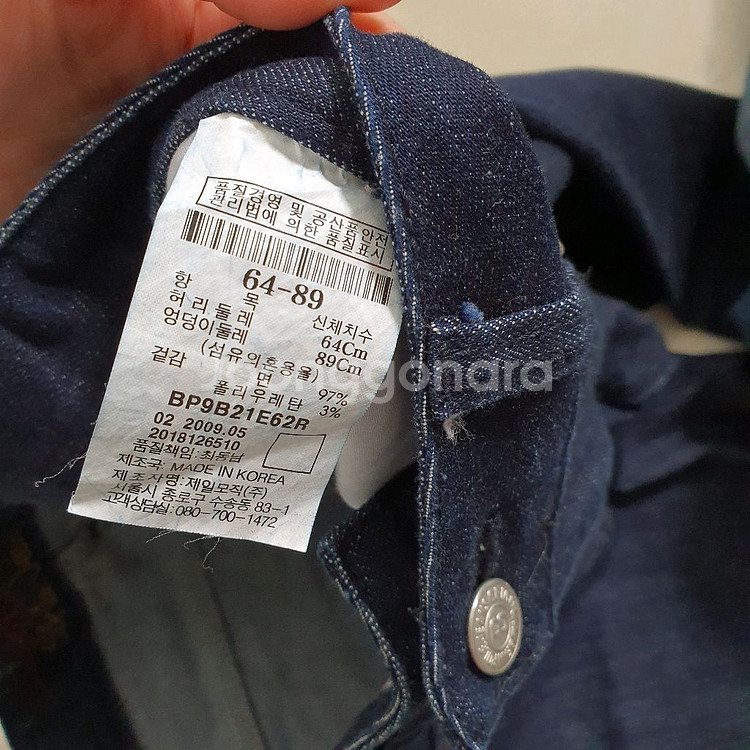 품질경영 및 공산품안전
관리법에 의한 품질표시
64-89
항 목 신체치수
허리둘레 64Cm
엉덩이둘레 89Cm
(섬유의혼용율)
겉감 면 97%
폴리우레탄 3%
BP9B21E62R
02 2009.05
2018126510
품질책임: 최동남
제조국: MADE IN KOREA
제조자명: 제일모직(주)
서울시 종로구 수송동 83-1
고객상담실: 080-700-1472
joonggonara